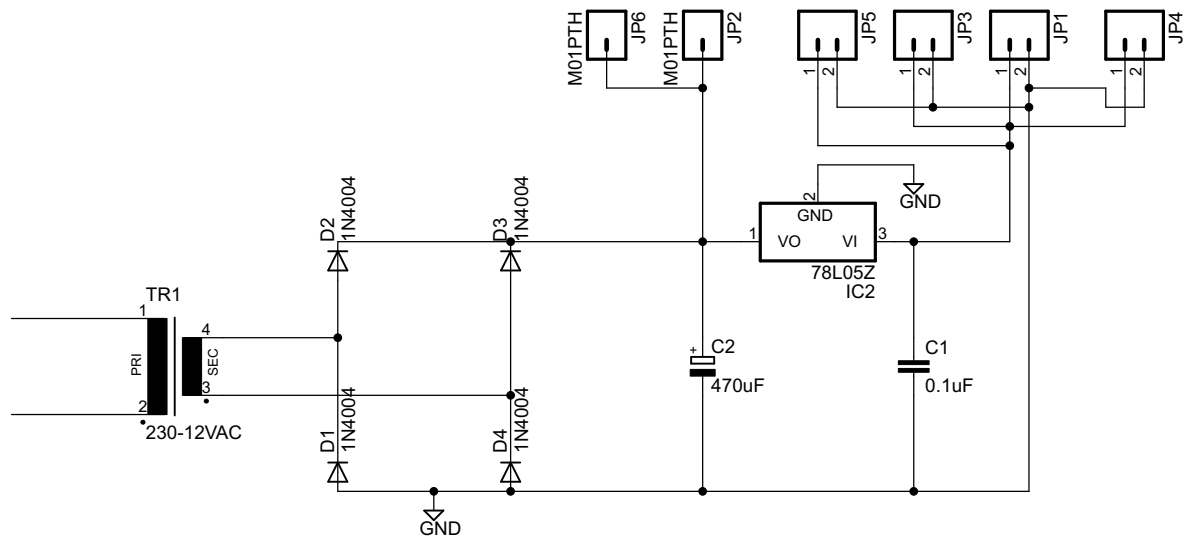 M01PTH
JP6
M01PTH
JP2
JP5
JP3
JP1
JP4
1
2
1
2
1
2
1
2
D2
1N4004
D3
1N4004
2
GND
GND
1
VO
VI
3
78L05Z
IC2
TR1
1
4
PRI
SEC
C2
+
470uF
C1
0.1uF
2
3
230-12VAC
D1
1N4004
D4
1N4004
GND